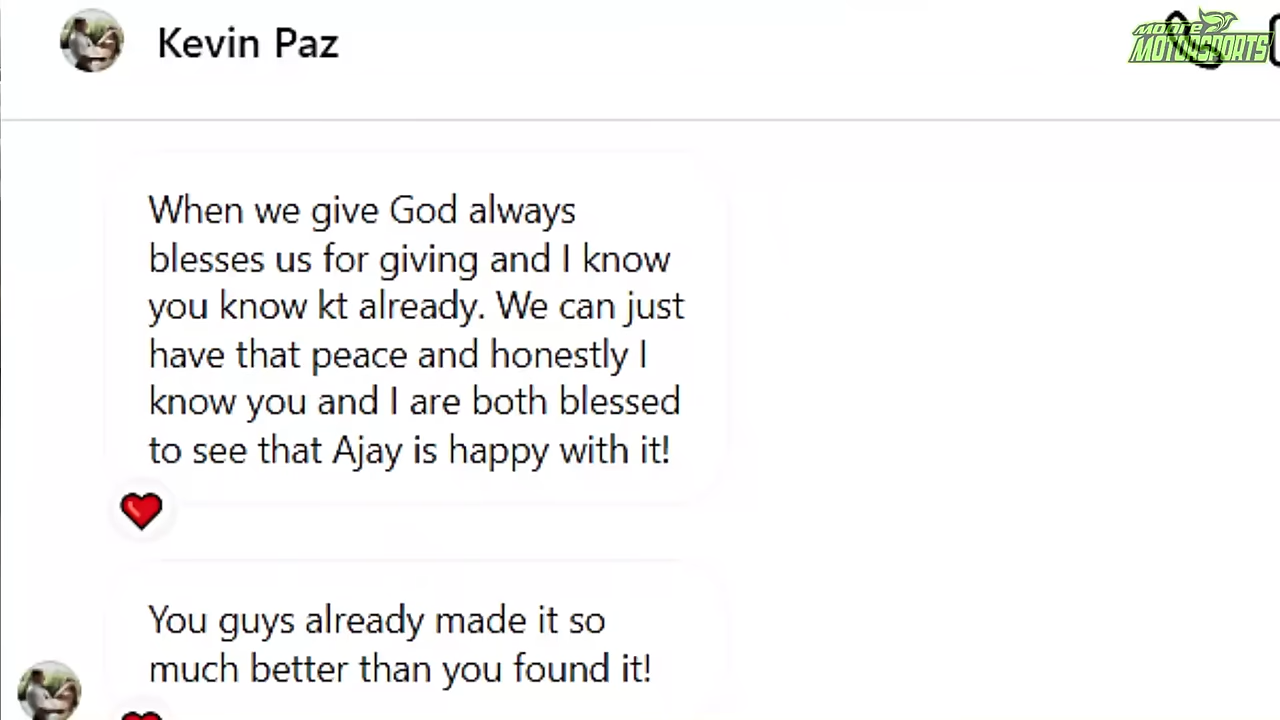 Kevin Paz
MOORE
MOTORSPORTS
When we give God always
blesses us for giving and I know
you know kt already. We can just
have that peace and honestly I
know you and I are both blessed
to see that Ajay is happy with it!
You guys already made it so
much better than you found it!